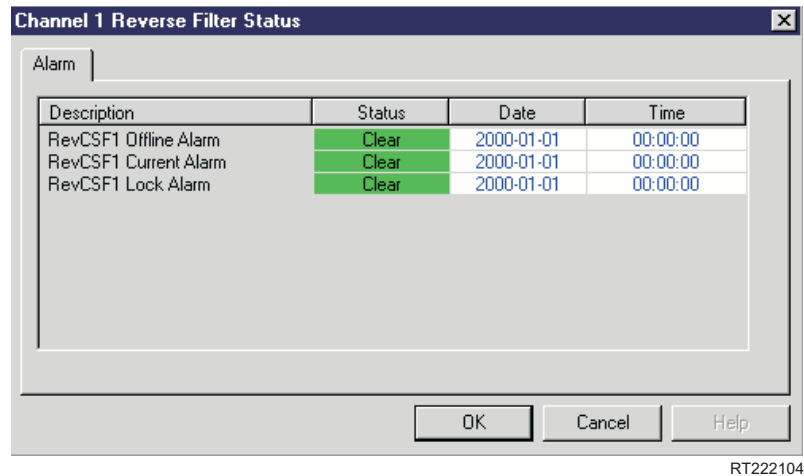 Channel 1 Reverse Filter Status
Alarm
Description Status Date Time
RevCSF1 Offline Alarm Clear 2000-01-01 00:00:00
RevCSF1 Current Alarm Clear 2000-01-01 00:00:00
RevCSF1 Lock Alarm Clear 2000-01-01 00:00:00
OK Cancel Help
RT222104